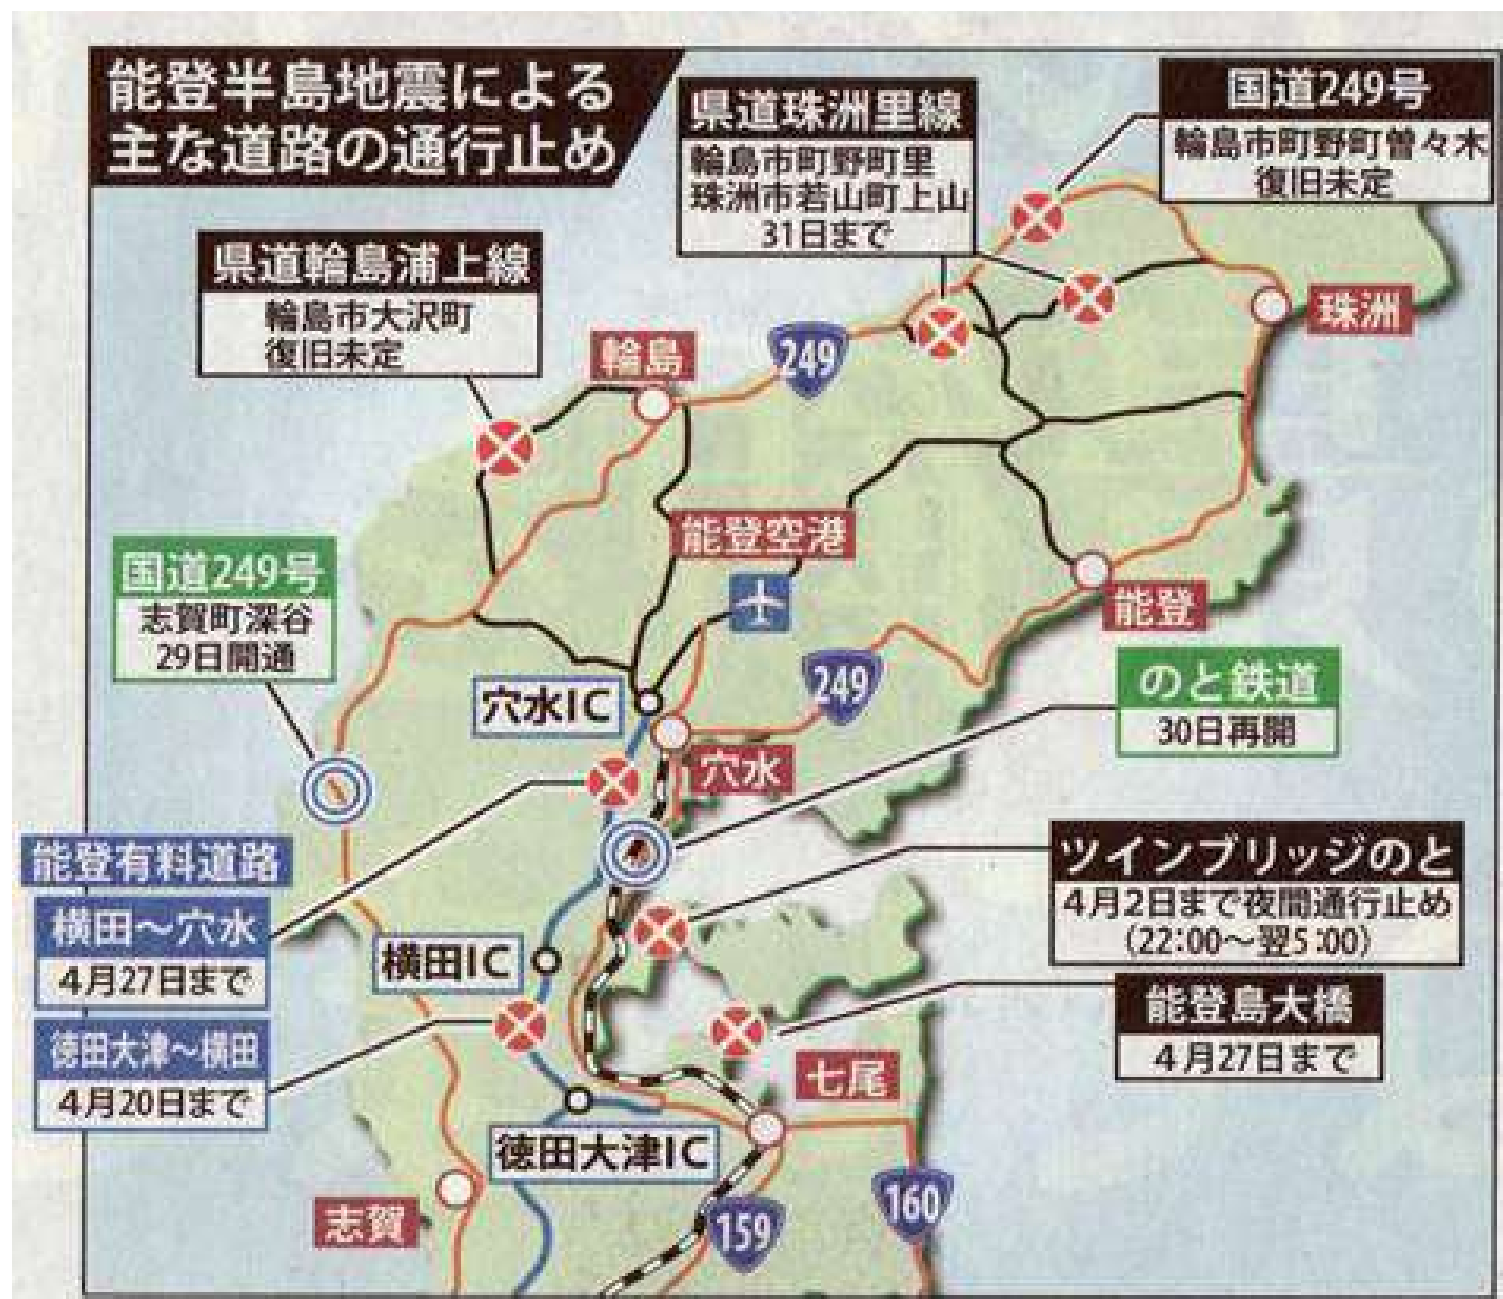 能登半島地震による
主な道路の通行止め
県道珠洲里線
輪島市町野町里
珠洲市若山町上山
31日まで
国道249号
輪島市町野町曽々木
復旧未定
県道輪島浦上線
輪島市大沢町
復旧未定
輪島
249
珠洲
能登空港
国道249号
志賀町深谷
29日開通
能登
穴水IC
249
のと鉄道
30日再開
穴水
能登有料道路
横田～穴水
4月27日まで
徳田大津～横田
4月20日まで
横田IC
ツインブリッジのと
4月2日まで夜間通行止め
(22:00～翌5:00)
能登島大橋
4月27日まで
七尾
徳田大津IC
志賀
159
160